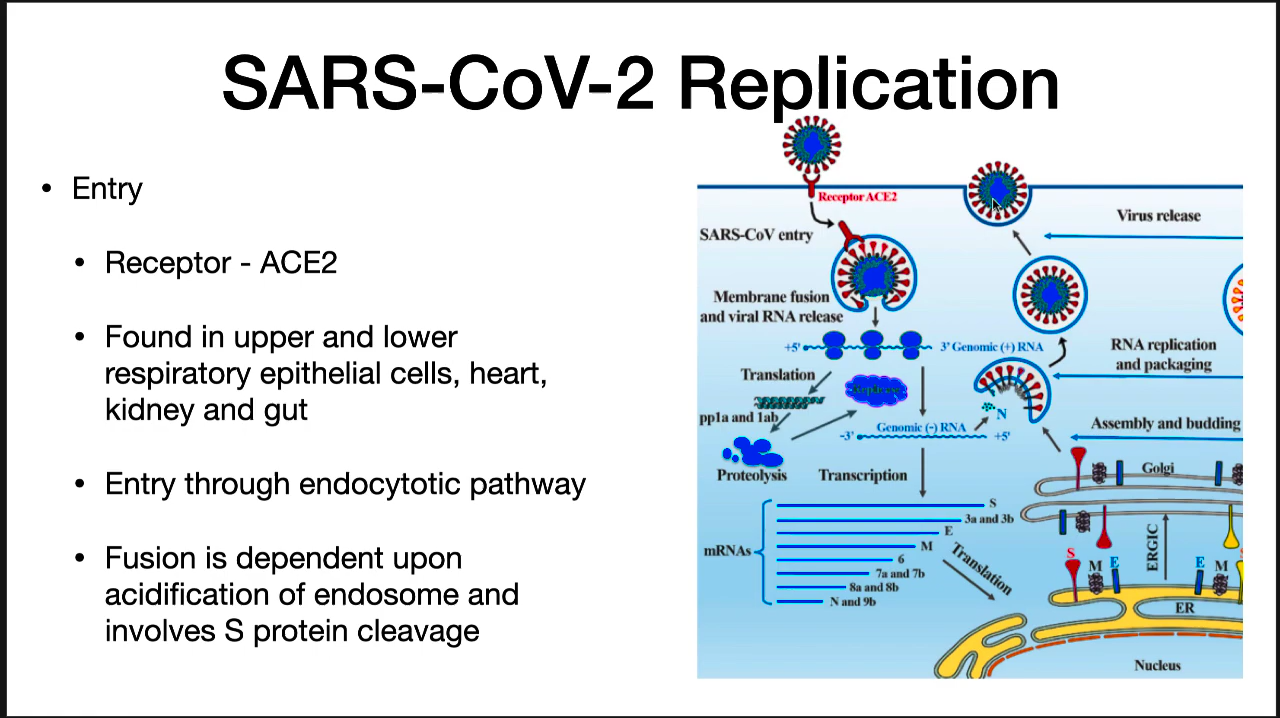 SARS-CoV-2 Replication
• Entry
• Receptor - ACE2
• Found in upper and lower
respiratory epithelial cells, heart,
kidney and gut
• Entry through endocytotic pathway
• Fusion is dependent upon
acidification of endosome and
involves S protein cleavage
Receptor ACE2
SARS-CoV entry
Membrane fusion
and viral RNA release
+5'
3' Genomic (+) RNA
Translation
pp1a and 1ab
Proteolysis
Genomic (-) RNA
-3'
+5'
Transcription
N
Virus release
RNA replication
and packaging
Assembly and budding
Golgi
mRNAs
S
3a and 3b
E
M
6
7a and 7b
8a and 8b
N and 9b
Translation
ERGIC
S
M
E
E
M
ER
Nucleus